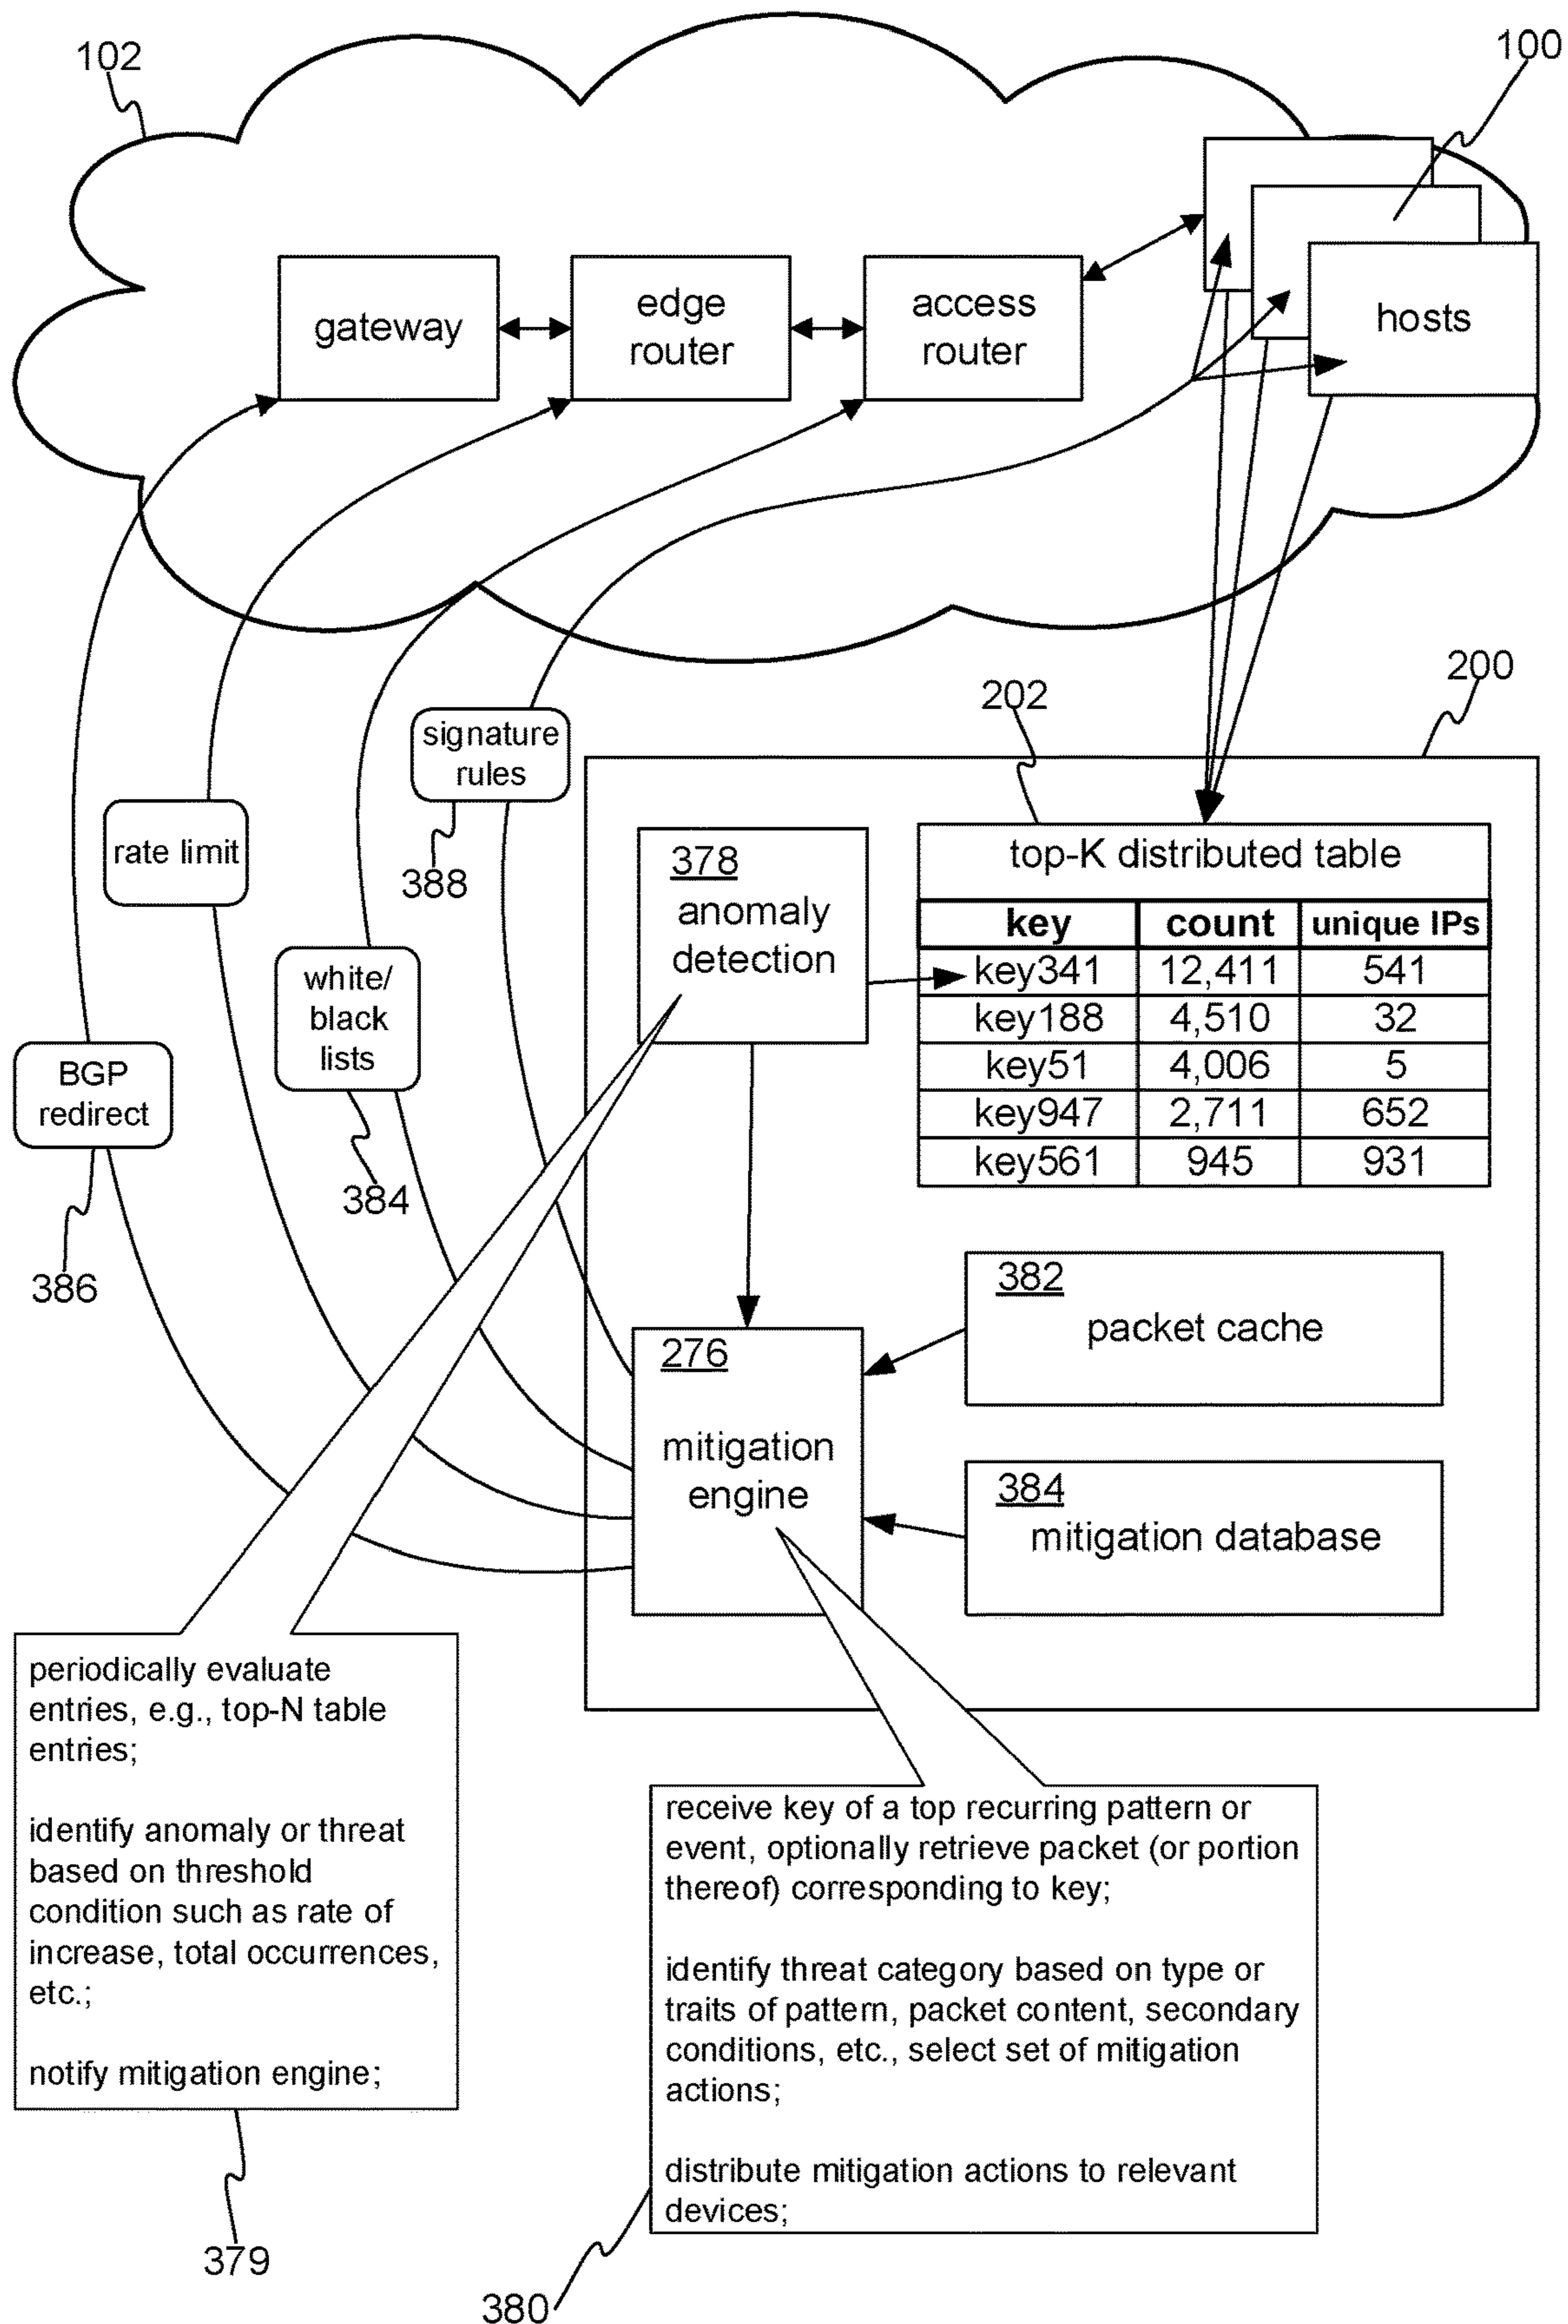 102
100
gateway
edge
router
access
router
hosts
200
202
signature
rules
388
rate limit
white/
black
lists
384
BGP
redirect
386
378
anomaly
detection
top-K distributed table
key count unique IPs
key341 12,411 541
key188 4,510 32
key51 4,006 5
key947 2,711 652
key561 945 931
382
packet cache
276
mitigation
engine
384
mitigation database
periodically evaluate
entries, e.g., top-N table
entries;
identify anomaly or threat
based on threshold
condition such as rate of
increase, total occurrences,
etc.;
notify mitigation engine;
379
receive key of a top recurring pattern or
event, optionally retrieve packet (or portion
thereof) corresponding to key;
identify threat category based on type or
traits of pattern, packet content, secondary
conditions, etc., select set of mitigation
actions;
distribute mitigation actions to relevant
devices;
380